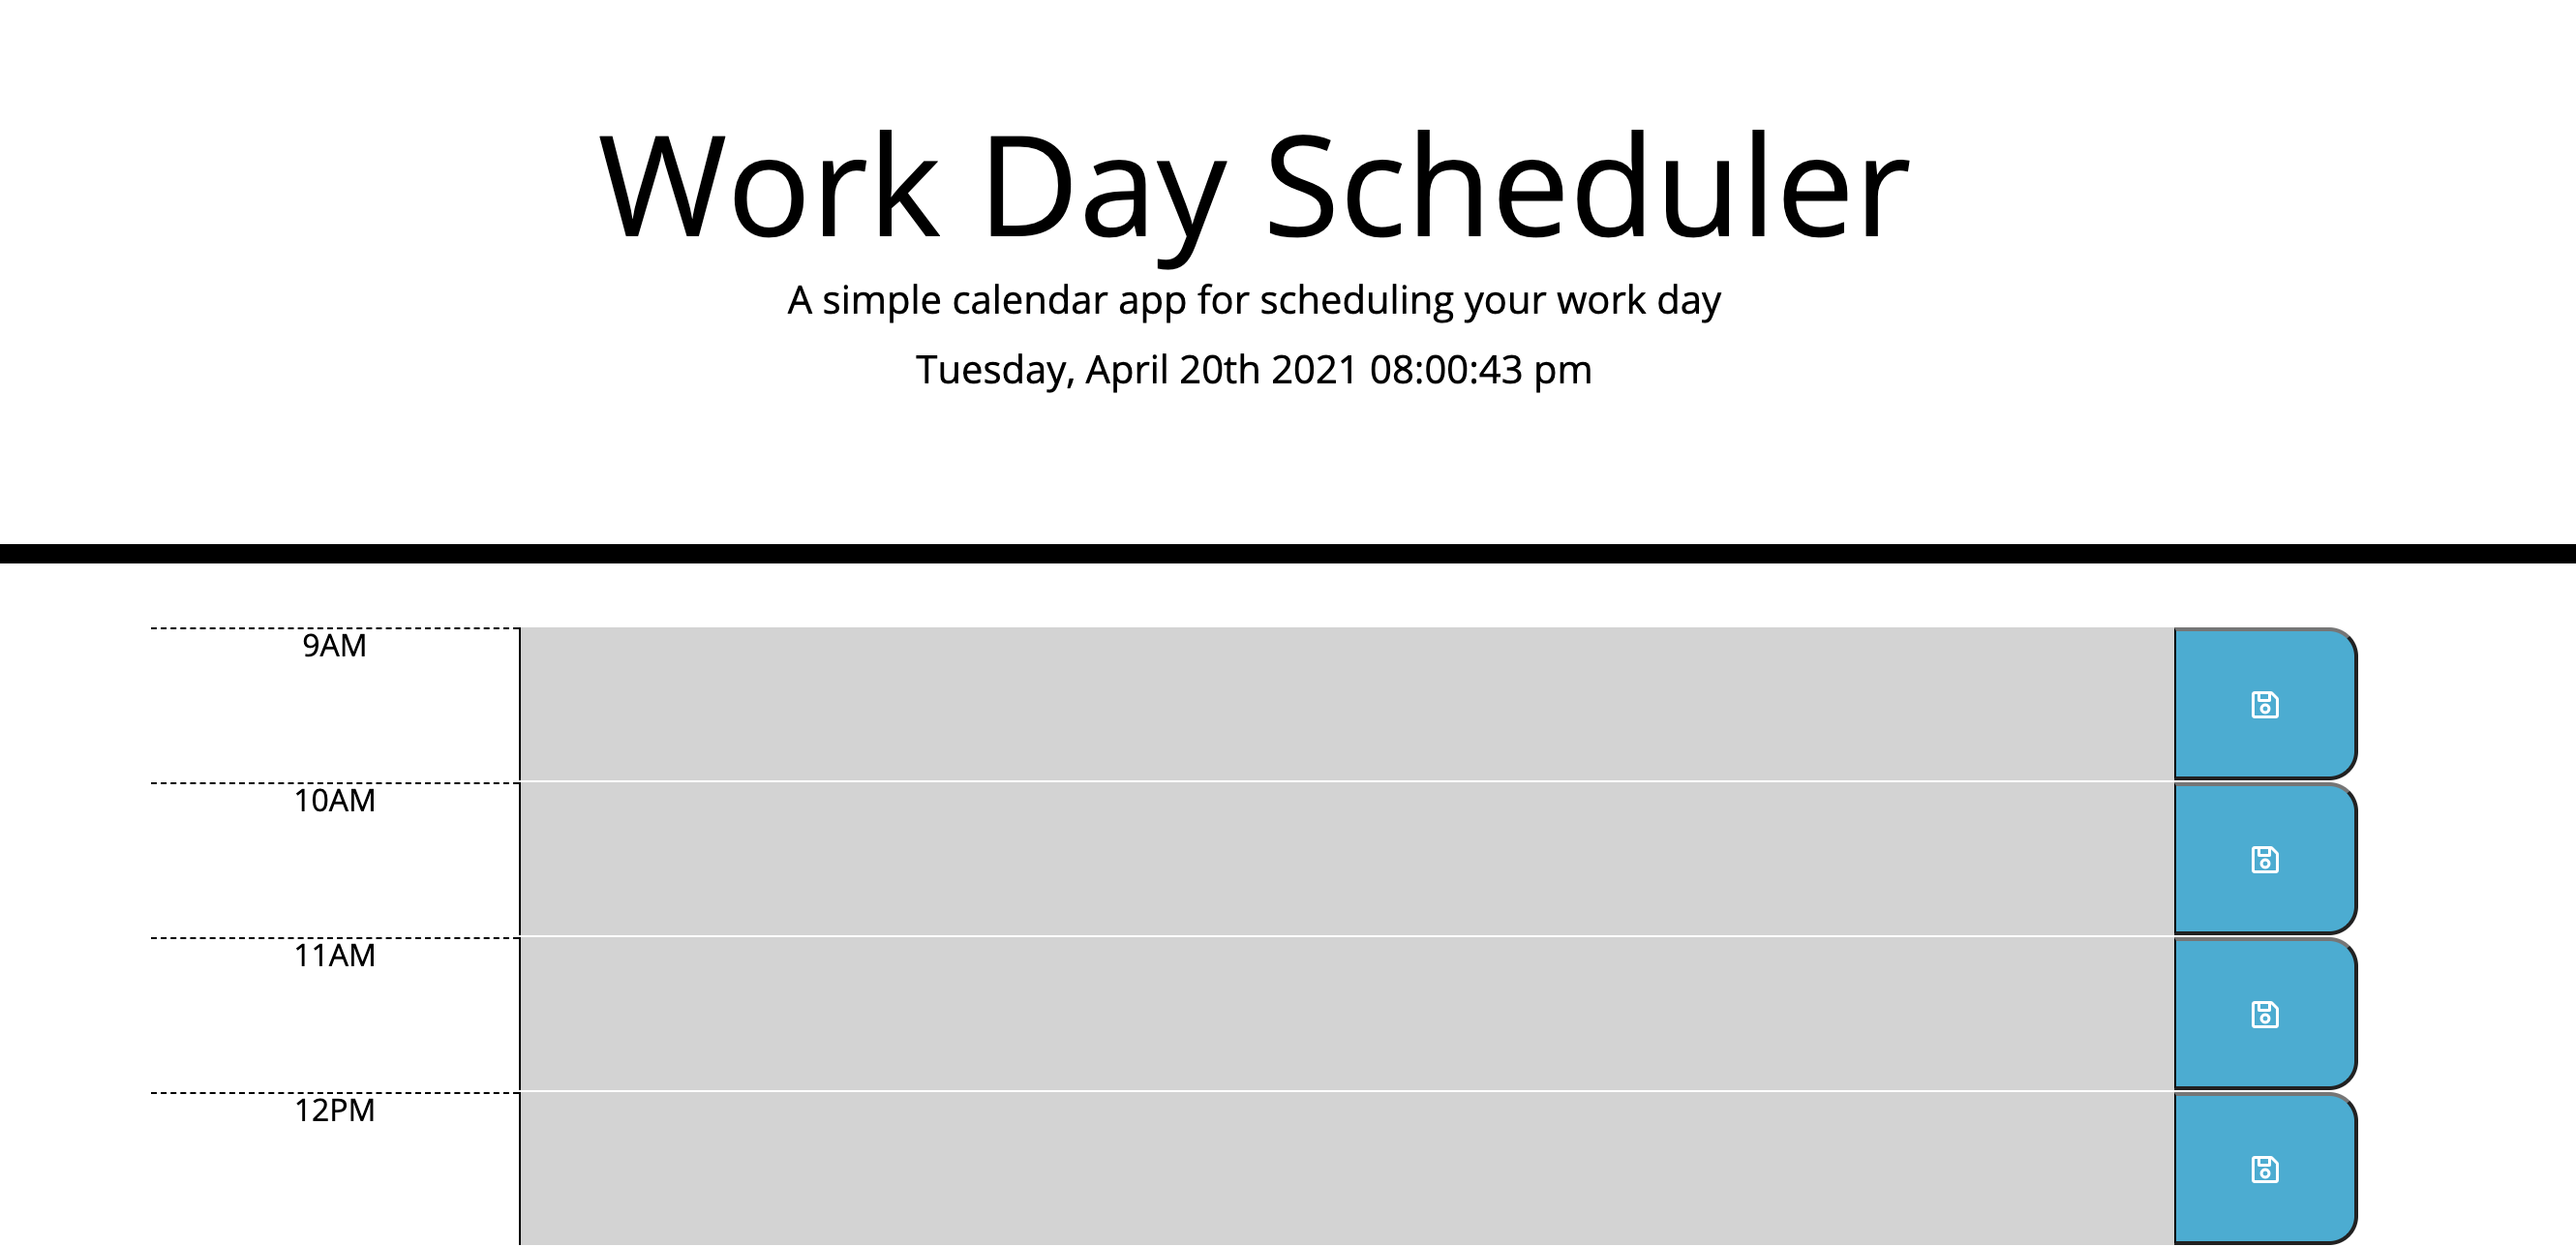 Work Day Scheduler
A simple calendar app for scheduling your work day
Tuesday, April 20th 2021 08:00:43 pm
9AM
10AM
11AM
12PM